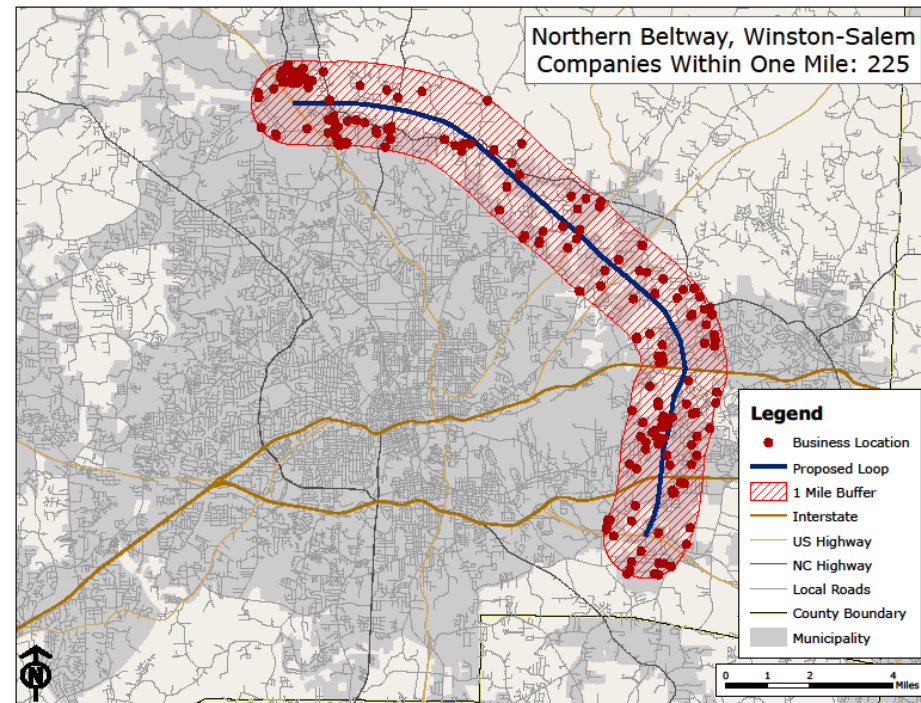 Northern Beltway, Winston-Salem
Companies Within One Mile: 225
Legend
Business Location
Proposed Loop
1 Mile Buffer
Interstate
US Highway
NC Highway
Local Roads
County Boundary
Municipality
N
0 1 2 4
Miles